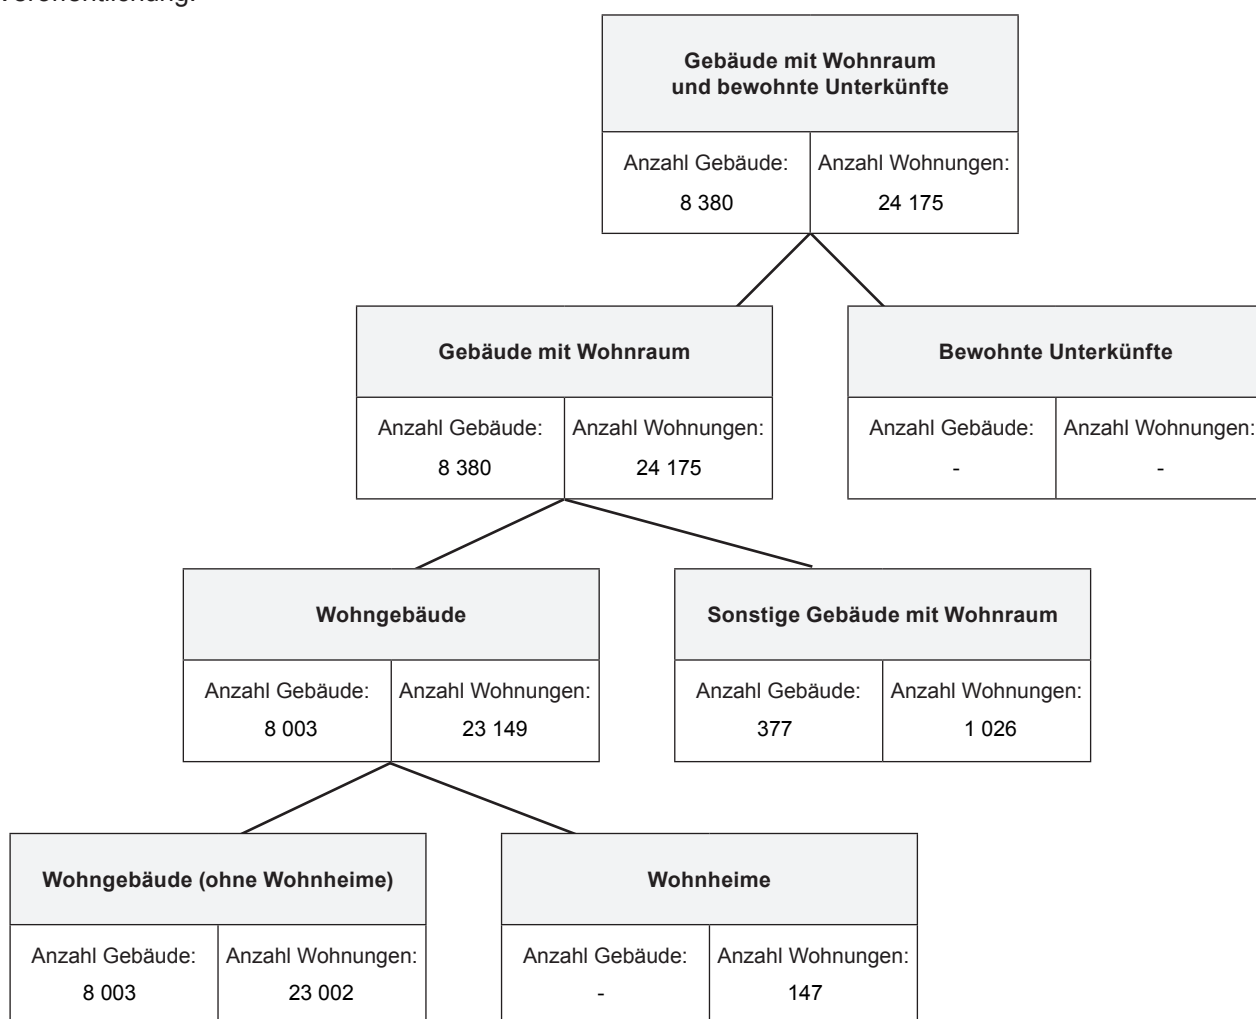 Veröffentlichung.
Gebäude mit Wohnraum
und bewohnte Unterkünfte
Anzahl Gebäude: Anzahl Wohnungen:
8 380 24 175
Gebäude mit Wohnraum Bewohnte Unterkünfte
Anzahl Gebäude: Anzahl Wohnungen: Anzahl Gebäude: Anzahl Wohnungen:
8 380 24 175 - -
Wohngebäude Sonstige Gebäude mit Wohnraum
Anzahl Gebäude: Anzahl Wohnungen: Anzahl Gebäude: Anzahl Wohnungen:
8 003 23 149 377 1 026
Wohngebäude (ohne Wohnheime) Wohnheime
Anzahl Gebäude: Anzahl Wohnungen: Anzahl Gebäude: Anzahl Wohnungen:
8 003 23 002 - 147